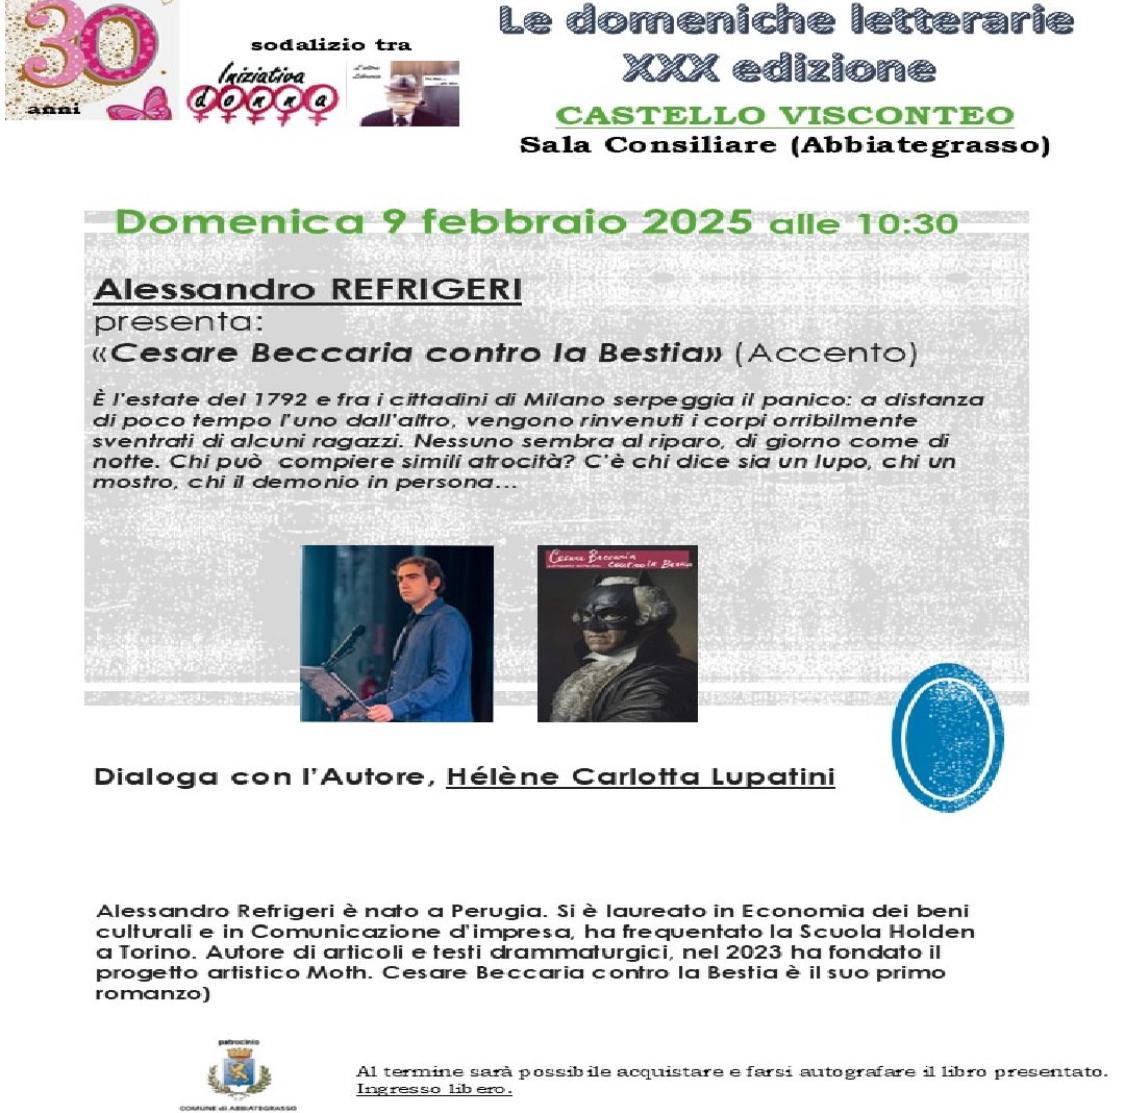 30
anni
sodalizio tra
Iniziativa
donna
L'altra
Libreria
Le domeniche letterarie
XXX edizione
CASTELLO VISCONTEO
Sala Consiliare (Abbiategrasso)
Domenica 9 febbraio 2025 alle 10:30
Alessandro REFRIGERI
presenta:
«Cesare Beccaria contro la Bestia» (Accento)
È l'estate del 1792 e fra i cittadini di Milano serpeggia il panico: a distanza
di poco tempo l'uno dall'altro, vengono rinvenuti i corpi orribilmente
sventrati di alcuni ragazzi. Nessuno sembra al riparo, di giorno come di
notte. Chi può  compiere simili atrocità? C'è chi dice sia un lupo, chi un
mostro, chi il demonio in persona...
Cesare Beccaria
contro la Bestia
Dialoga con l'Autore, Hélène Carlotta Lupatini
Alessandro Refrigeri è nato a Perugia. Si è laureato in Economia dei beni
culturali e in Comunicazione d'impresa, ha frequentato la Scuola Holden
a Torino. Autore di articoli e testi drammaturgici, nel 2023 ha fondato il
progetto artistico Moth. Cesare Beccaria contro la Bestia è il suo primo
romanzo)
patrocinio
COMUNE di ABBIATEGRASSO
Al termine sarà possibile acquistare e farsi autografare il libro presentato.
Ingresso libero.